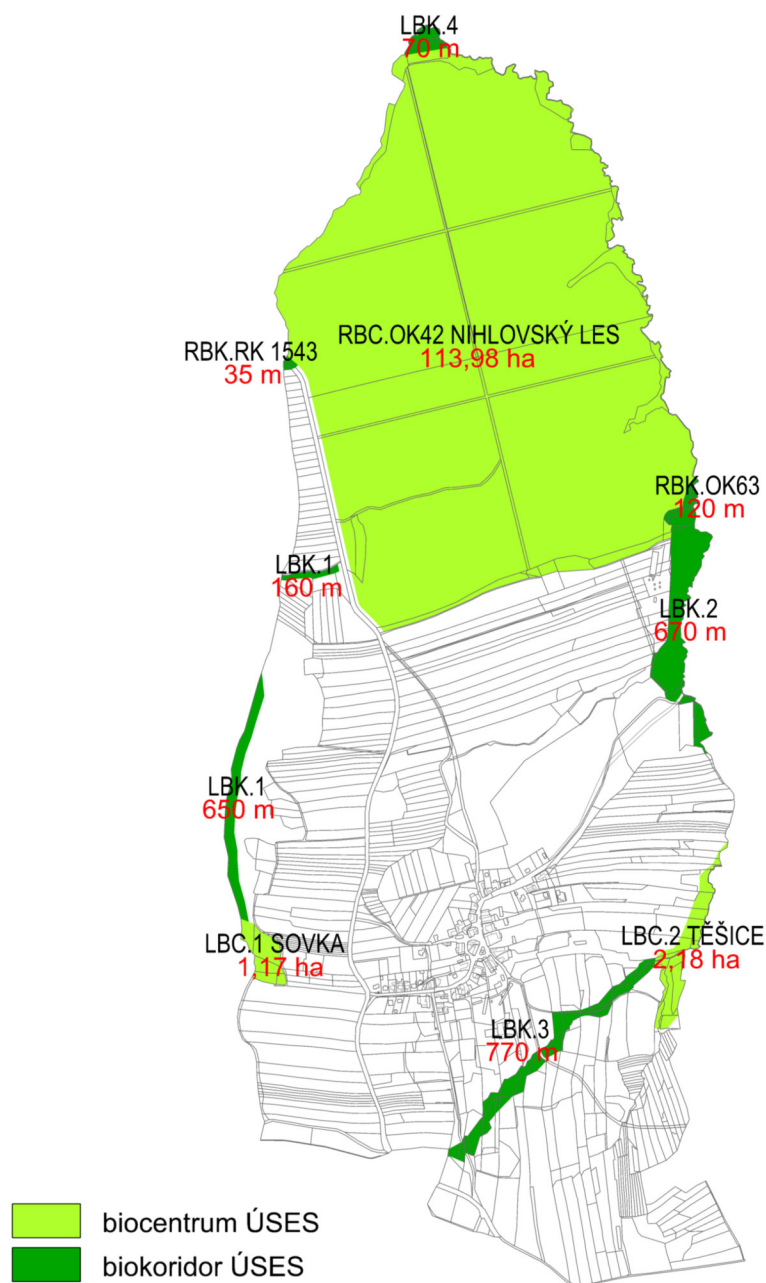 LBK.4
70 m
RBC.OK42 NIHLOVSKÝ LES
113,98 ha
RBK.RK 1543
35 m
RBK.OK63
120 m
LBK.1
160 m
LBK.2
670 m
LBK.1
650 m
LBC.1 SOVKA
1,17 ha
LBC.2 TĚŠICE
2,18 ha
LBK.3
770 m
biocentrum ÚSES
biokoridor ÚSES